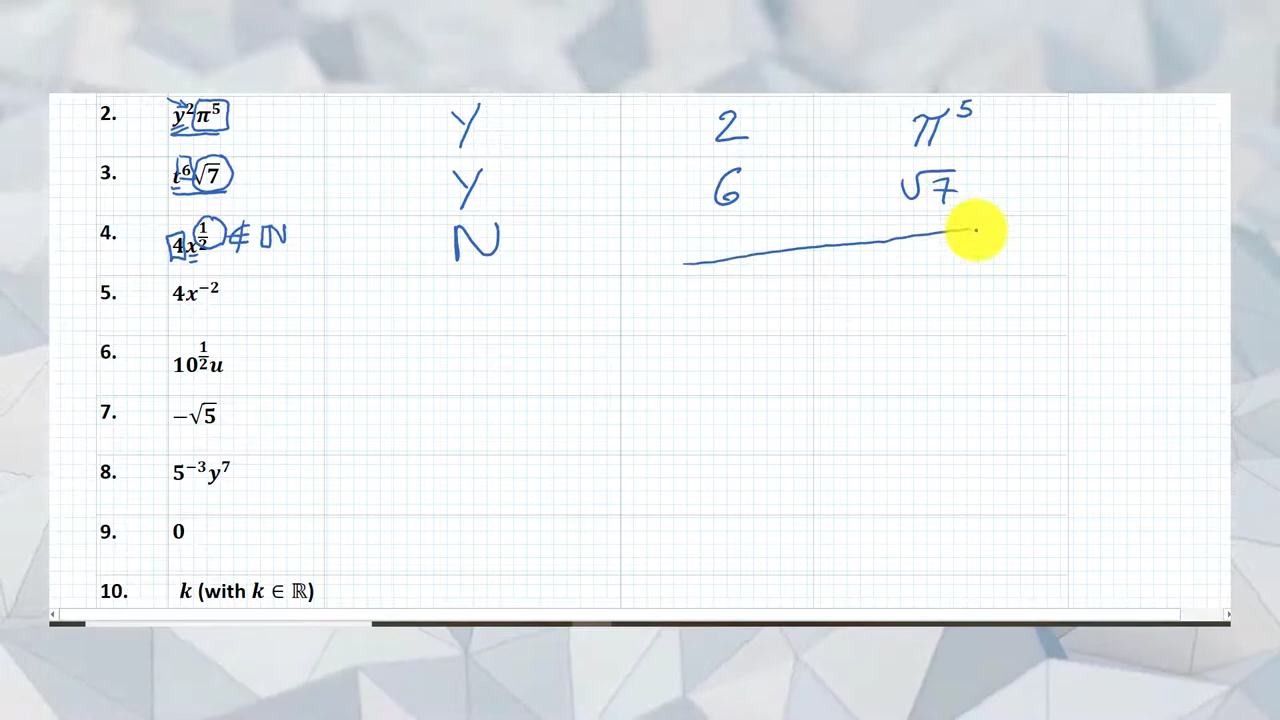 2. y²π⁵ Y 2 π⁵
3. t⁶√7 Y 6 √7
4. 4x^(1/2) ∉ ℕ N
5. 4x⁻²
6. 10^(1/2)u
7. −√5
8. 5⁻³y⁷
9. 0
10. k (with k ∈ ℝ)